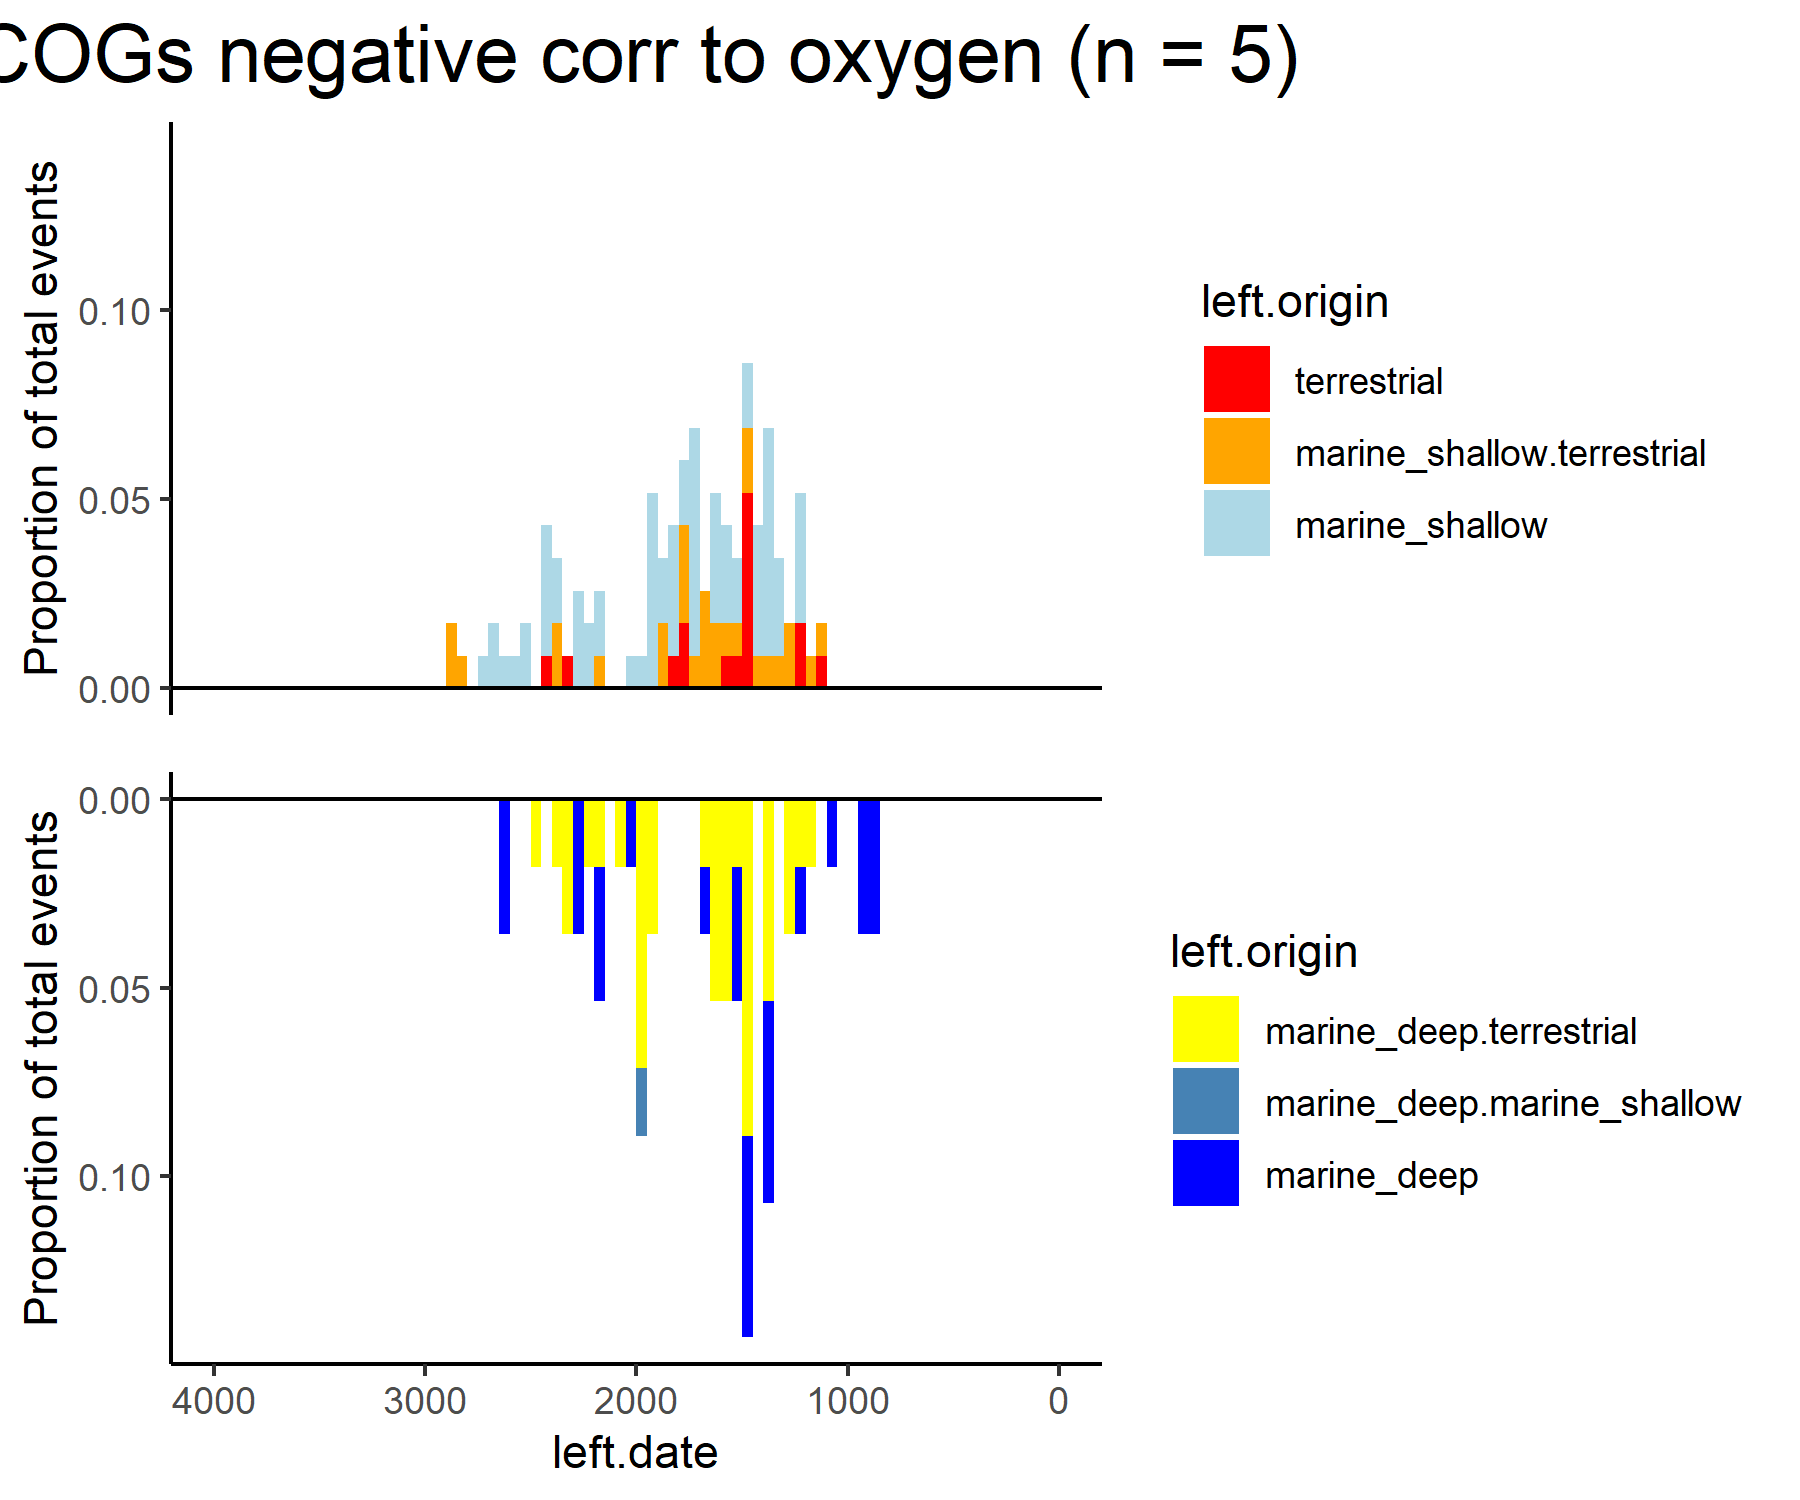 COGs negative corr to oxygen (n = 5)
Proportion of total events
0.10
0.05
0.00
left.origin
terrestrial
marine_shallow.terrestrial
marine_shallow
Proportion of total events
0.00
0.05
0.10
left.origin
marine_deep.terrestrial
marine_deep.marine_shallow
marine_deep
4000 3000 2000 1000 0
left.date